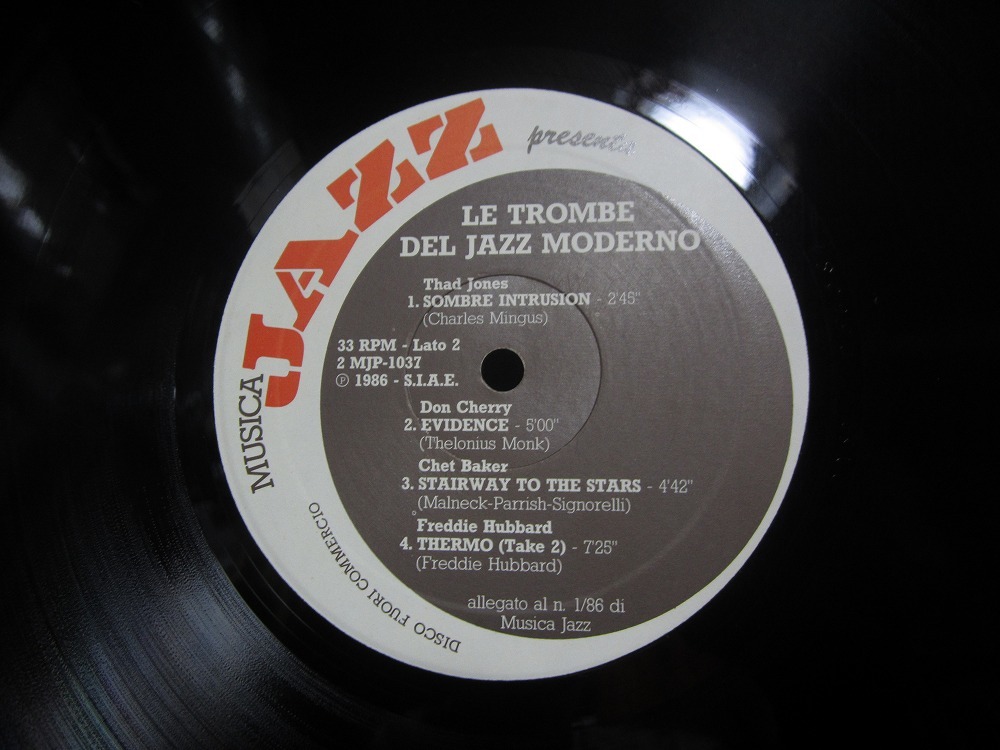 MUSICA JAZZ presenta
LE TROMBE
DEL JAZZ MODERNO
Thad Jones
1. SOMBRE INTRUSION - 2'45"
(Charles Mingus)
33 RPM - Lato 2
2 MJP-1037
Ⓟ 1986 - S.I.A.E.
Don Cherry
2. EVIDENCE - 5'00"
(Thelonius Monk)
Chet Baker
3. STAIRWAY TO THE STARS - 4'42"
(Malneck-Parrish-Signorelli)
Freddie Hubbard
4. THERMO (Take 2) - 7'25"
(Freddie Hubbard)
allegato al n. 1/86 di
Musica Jazz
DISCO FUORI COMMERCIO